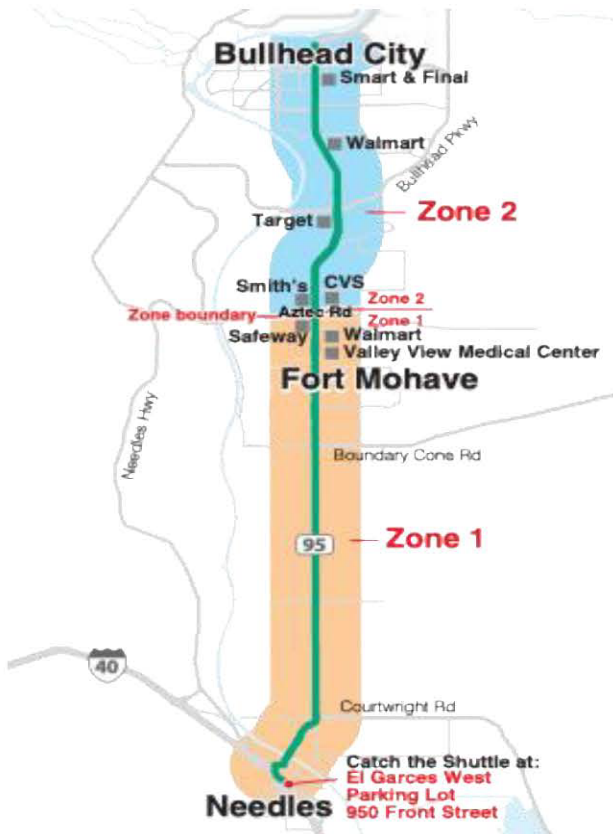 Bullhead City
Smart & Final
Walmart
Bullhead Pkwy
Zone 2
Target
Smith's
CVS
Zone 2
Zone boundary
Aztec Rd
Zone 1
Safeway
Walmart
Valley View Medical Center
Fort Mohave
Needles Hwy
Boundary Cone Rd
95
Zone 1
40
Courtwright Rd
Catch the Shuttle at:
El Garces West
Parking Lot
950 Front Street
Needles